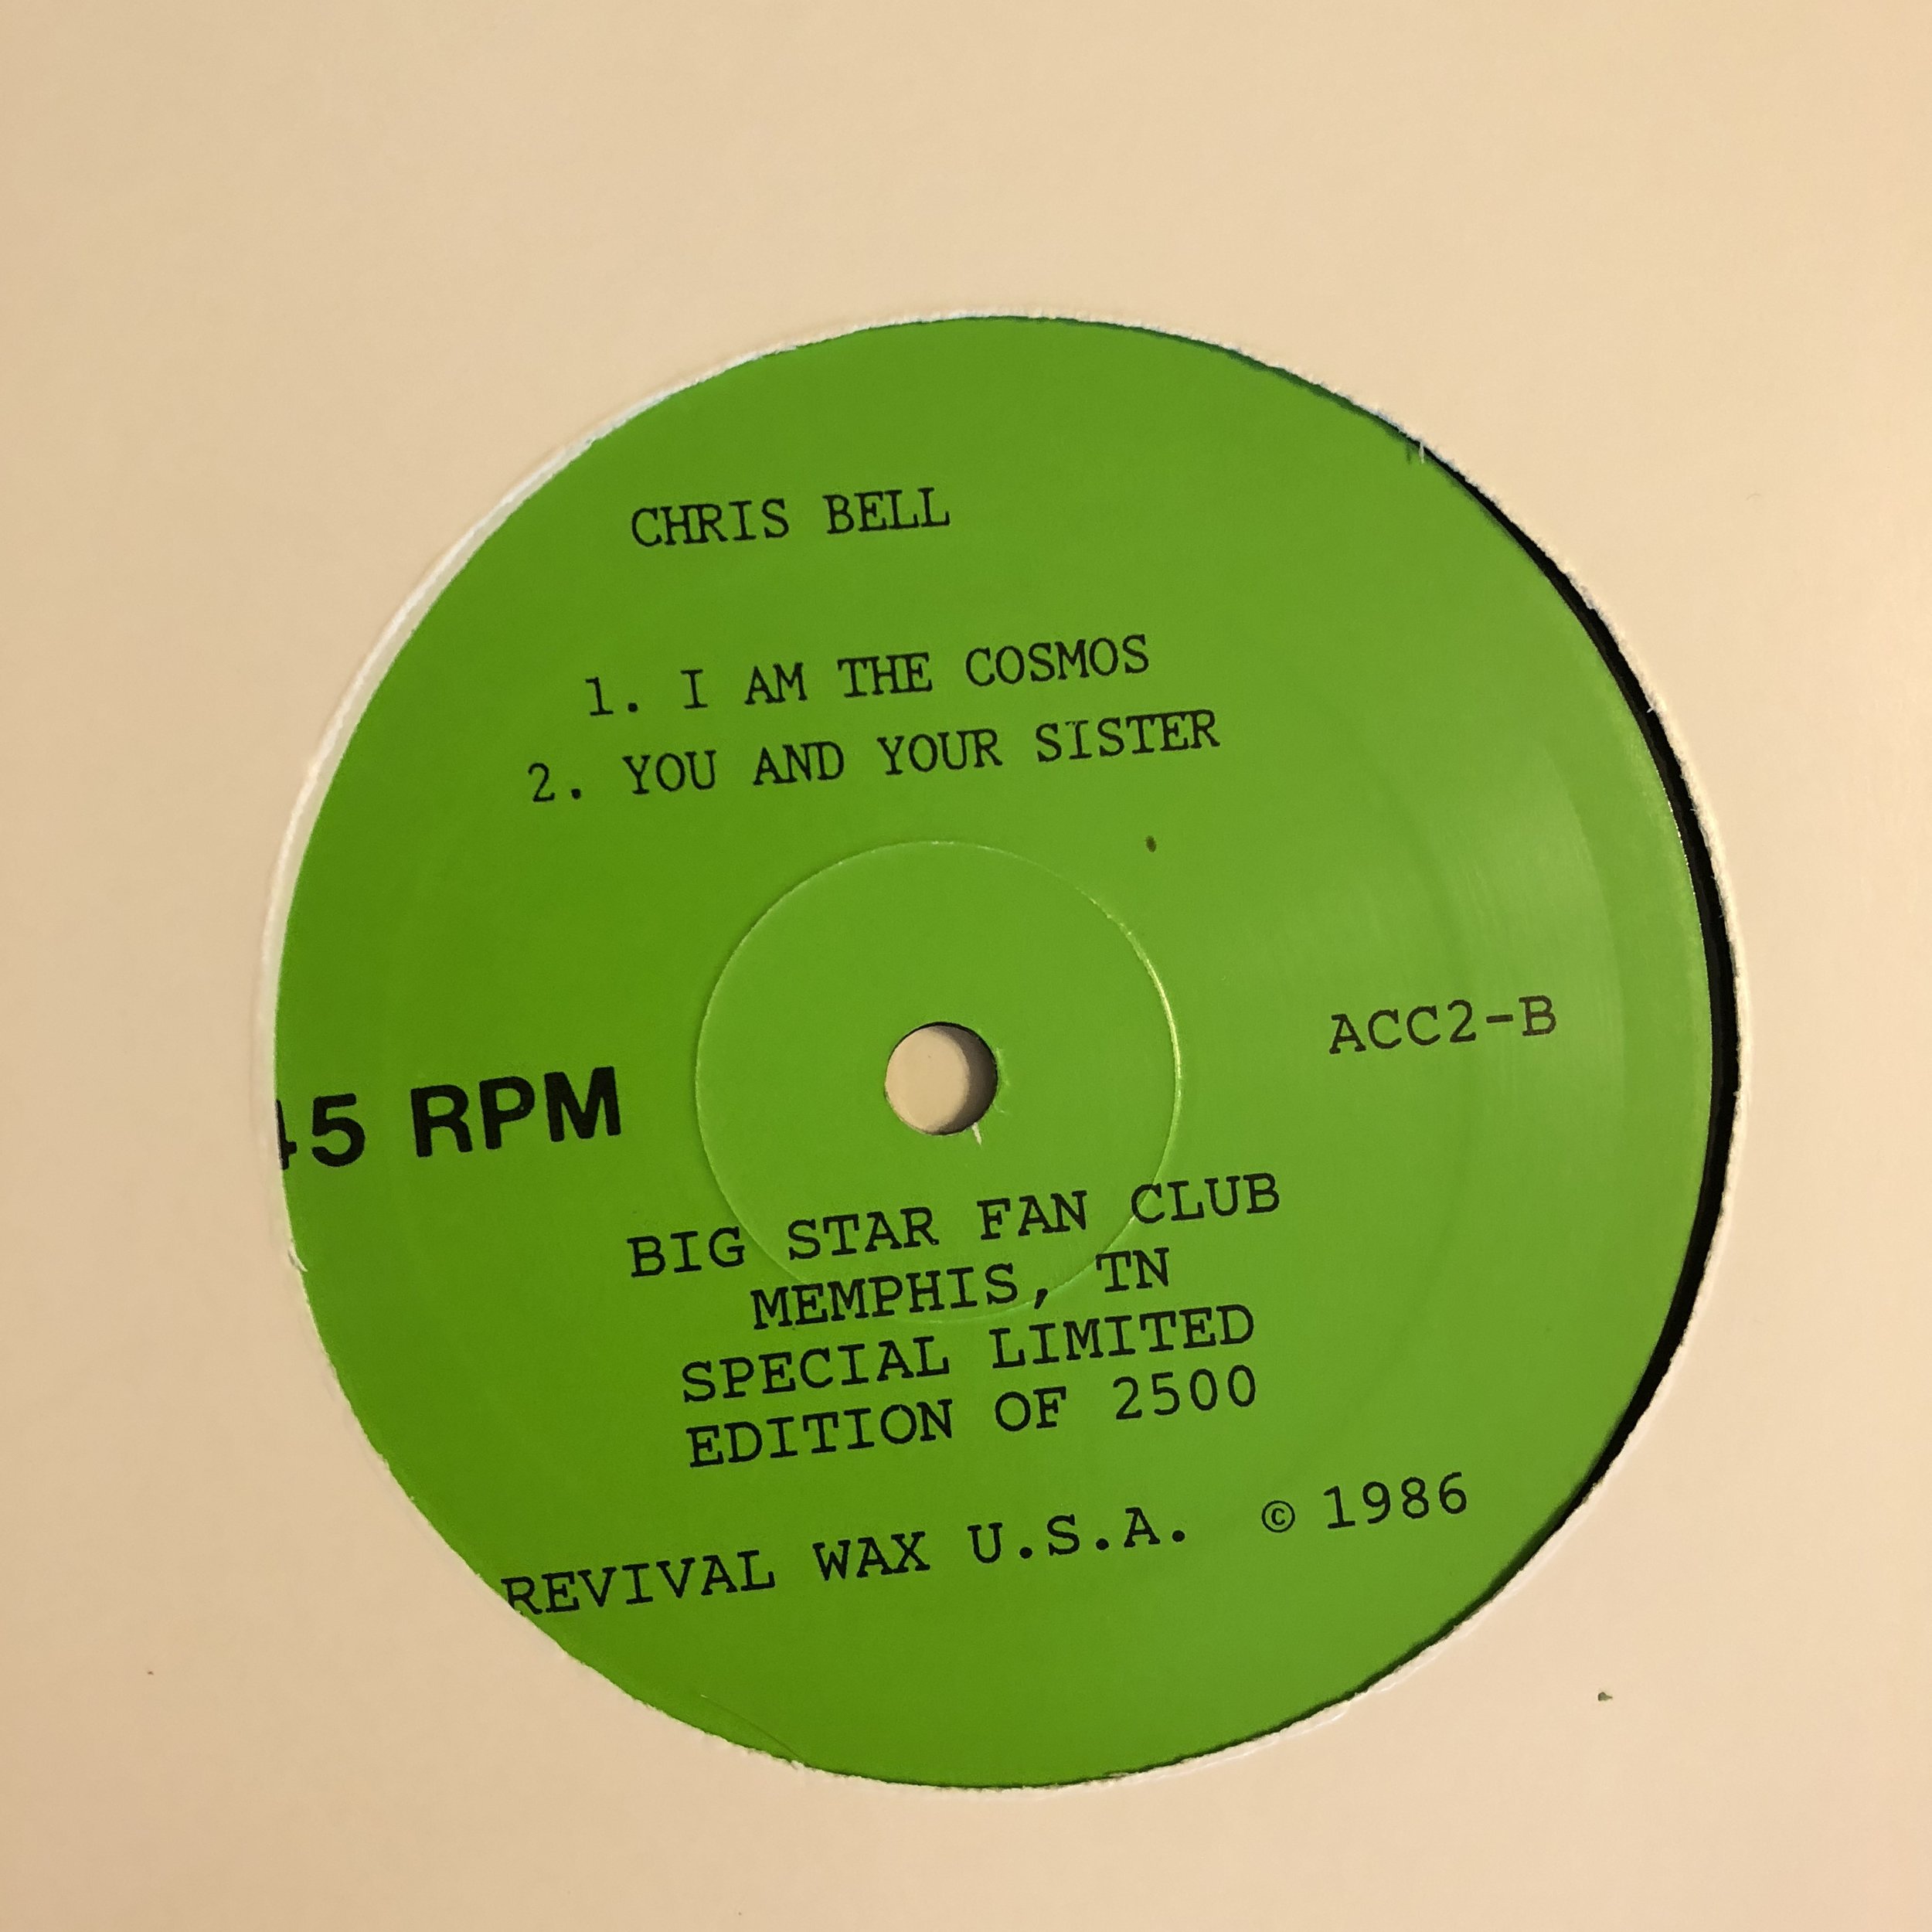 CHRIS BELL
1. I AM THE COSMOS
2. YOU AND YOUR SISTER
ACC2-B
45 RPM
BIG STAR FAN CLUB
MEMPHIS, TN
SPECIAL LIMITED
EDITION OF 2500
REVIVAL WAX U.S.A. © 1986